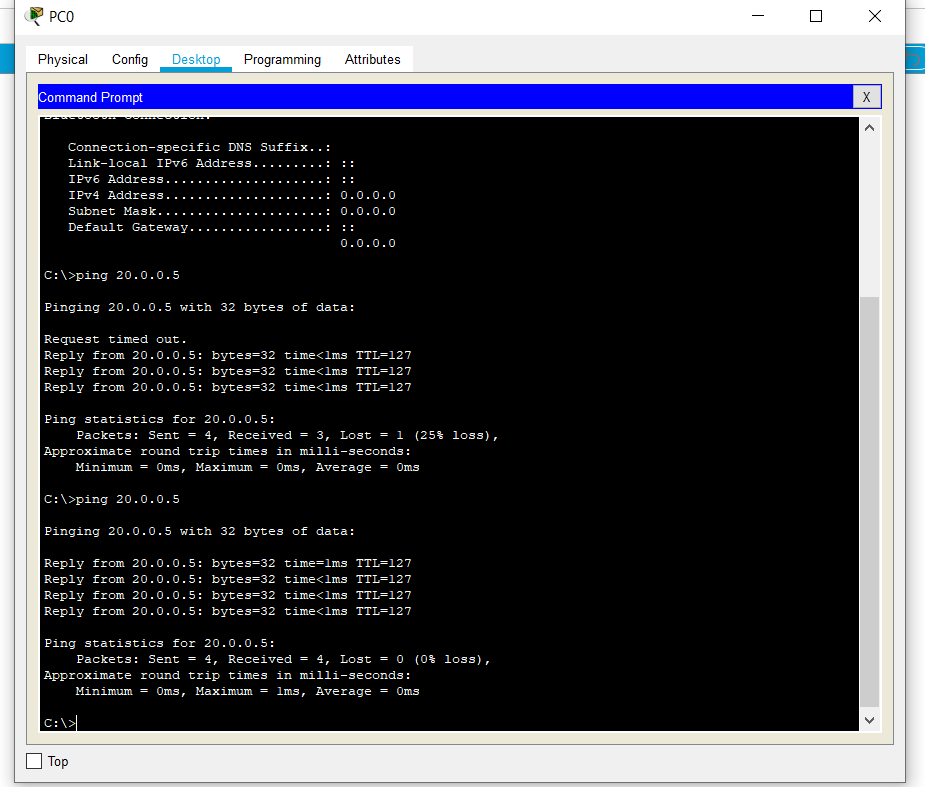 PC0
Physical Config Desktop Programming Attributes
Command Prompt X
Bluetooth Connection:
Connection-specific DNS Suffix..:
Link-local IPv6 Address.........: ::
IPv6 Address....................: ::
IPv4 Address....................: 0.0.0.0
Subnet Mask.....................: 0.0.0.0
Default Gateway.................: ::
0.0.0.0
C:\>ping 20.0.0.5
Pinging 20.0.0.5 with 32 bytes of data:
Request timed out.
Reply from 20.0.0.5: bytes=32 time<1ms TTL=127
Reply from 20.0.0.5: bytes=32 time<1ms TTL=127
Reply from 20.0.0.5: bytes=32 time<1ms TTL=127
Ping statistics for 20.0.0.5:
Packets: Sent = 4, Received = 3, Lost = 1 (25% loss),
Approximate round trip times in milli-seconds:
Minimum = 0ms, Maximum = 0ms, Average = 0ms
C:\>ping 20.0.0.5
Pinging 20.0.0.5 with 32 bytes of data:
Reply from 20.0.0.5: bytes=32 time=1ms TTL=127
Reply from 20.0.0.5: bytes=32 time<1ms TTL=127
Reply from 20.0.0.5: bytes=32 time<1ms TTL=127
Reply from 20.0.0.5: bytes=32 time<1ms TTL=127
Ping statistics for 20.0.0.5:
Packets: Sent = 4, Received = 4, Lost = 0 (0% loss),
Approximate round trip times in milli-seconds:
Minimum = 0ms, Maximum = 1ms, Average = 0ms
C:\>
Top